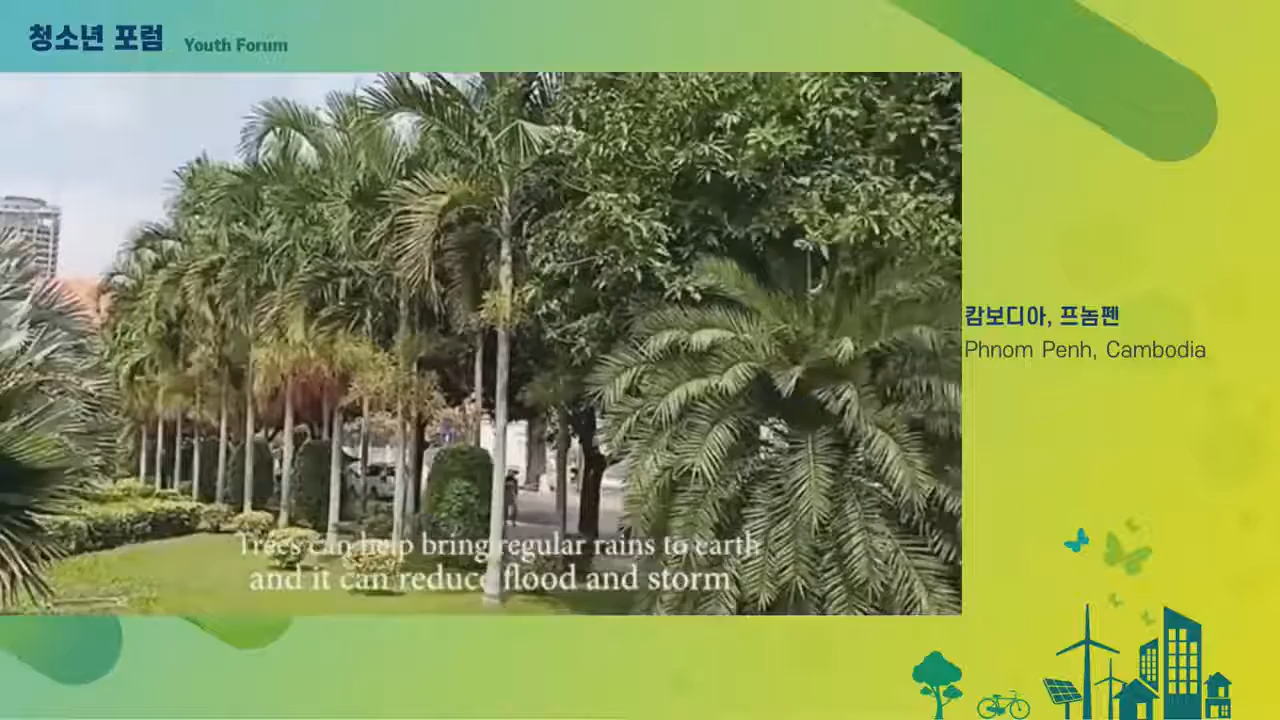 청소년 포럼 Youth Forum
캄보디아, 프놈펜
Phnom Penh, Cambodia
Trees can help bring regular rains to earth
and it can reduce flood and storm